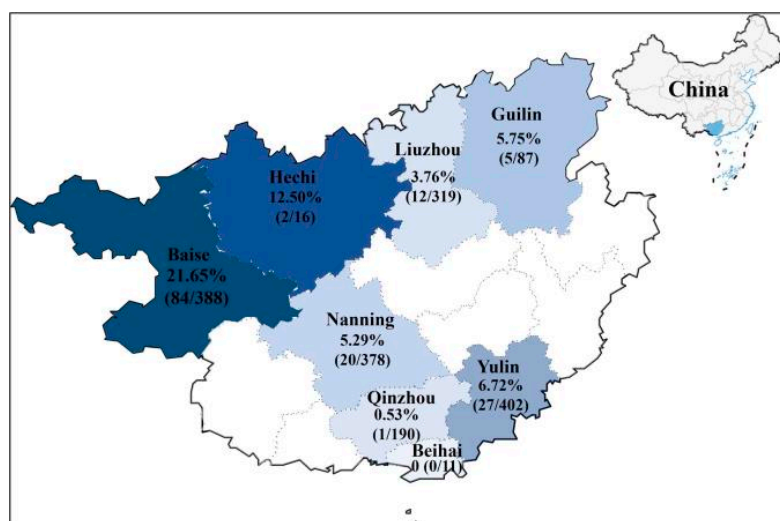 China
Guilin
5.75%
(5/87)
Liuzhou
3.76%
(12/319)
Hechi
12.50%
(2/16)
Baise
21.65%
(84/388)
Nanning
5.29%
(20/378)
Yulin
6.72%
(27/402)
Qinzhou
0.53%
(1/190)
Beihai
0 (0/11)